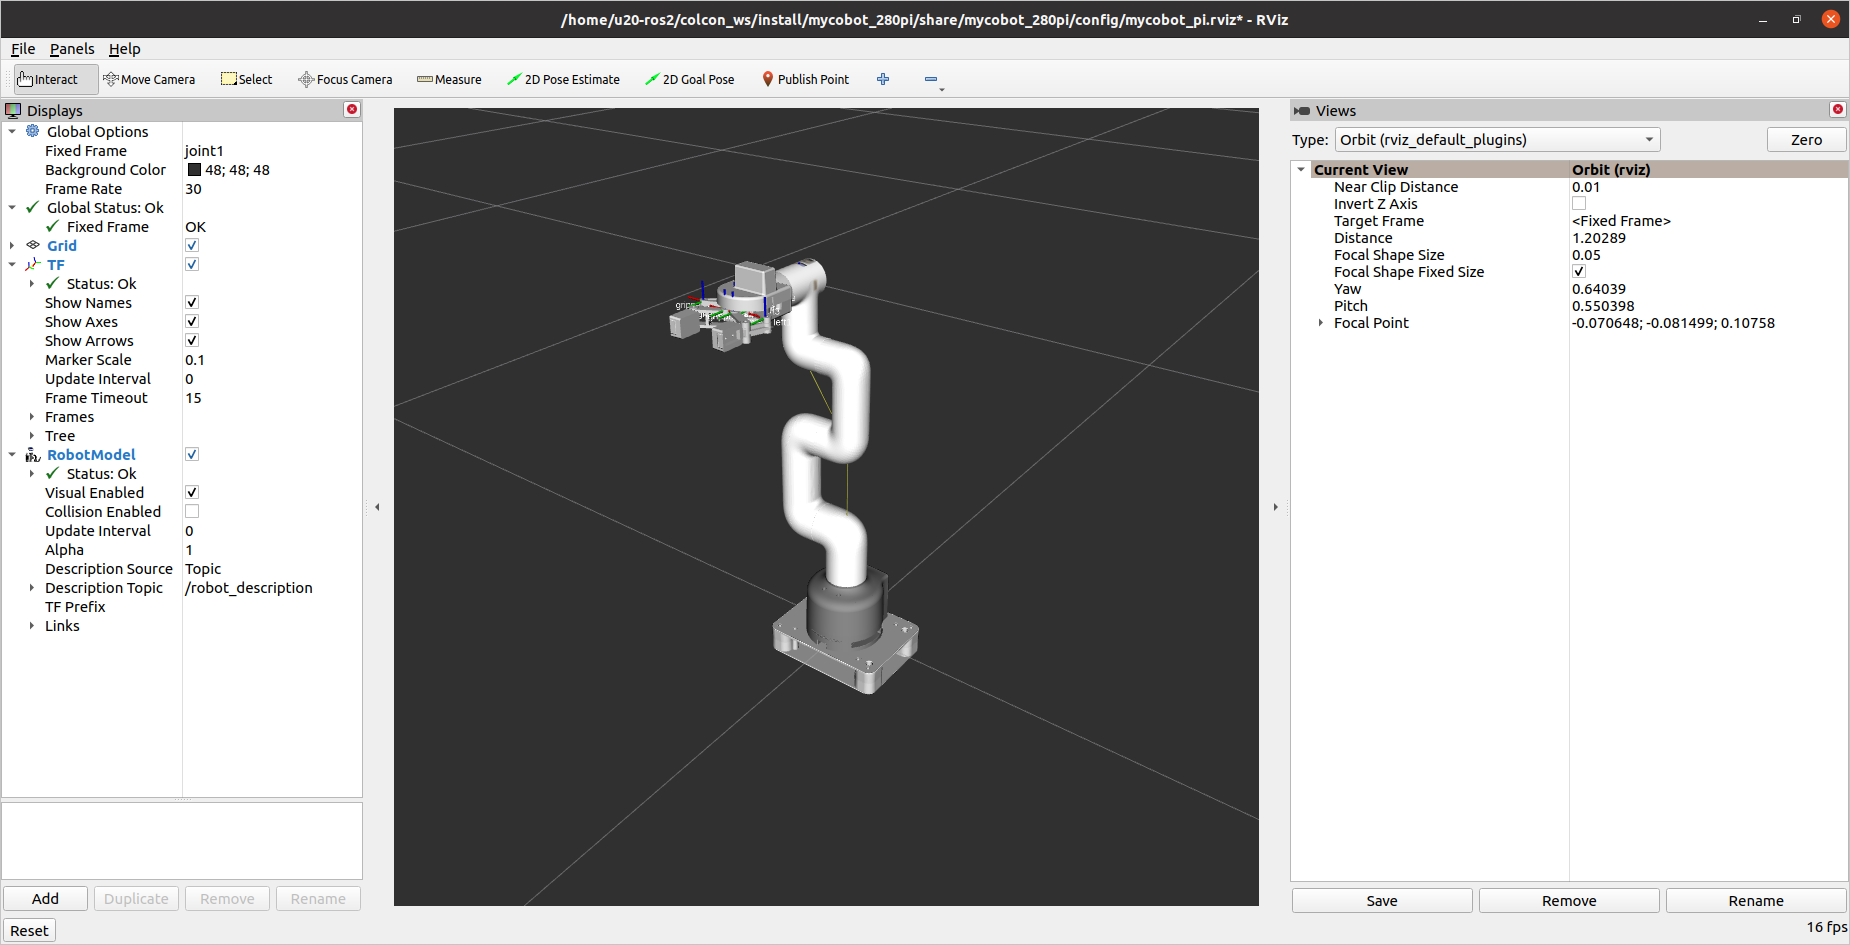 /home/u20-ros2/colcon_ws/install/mycobot_280pi/share/mycobot_280pi/config/mycobot_pi.rviz* - RViz
File Panels Help
Interact Move Camera Select Focus Camera Measure 2D Pose Estimate 2D Goal Pose Publish Point
Displays
Global Options
Fixed Frame joint1
Background Color 48; 48; 48
Frame Rate 30
Global Status: Ok
Fixed Frame OK
Grid
TF
Status: Ok
Show Names
Show Axes
Show Arrows
Marker Scale 0.1
Update Interval 0
Frame Timeout 15
Frames
Tree
RobotModel
Status: Ok
Visual Enabled
Collision Enabled
Update Interval 0
Alpha 1
Description Source Topic
Description Topic /robot_description
TF Prefix
Links
Add Duplicate Remove Rename
Reset
Views
Type: Orbit (rviz_default_plugins) Zero
Current View Orbit (rviz)
Near Clip Distance 0.01
Invert Z Axis
Target Frame <Fixed Frame>
Distance 1.20289
Focal Shape Size 0.05
Focal Shape Fixed Size
Yaw 0.64039
Pitch 0.550398
Focal Point -0.070648; -0.081499; 0.10758
Save Remove Rename
16 fps